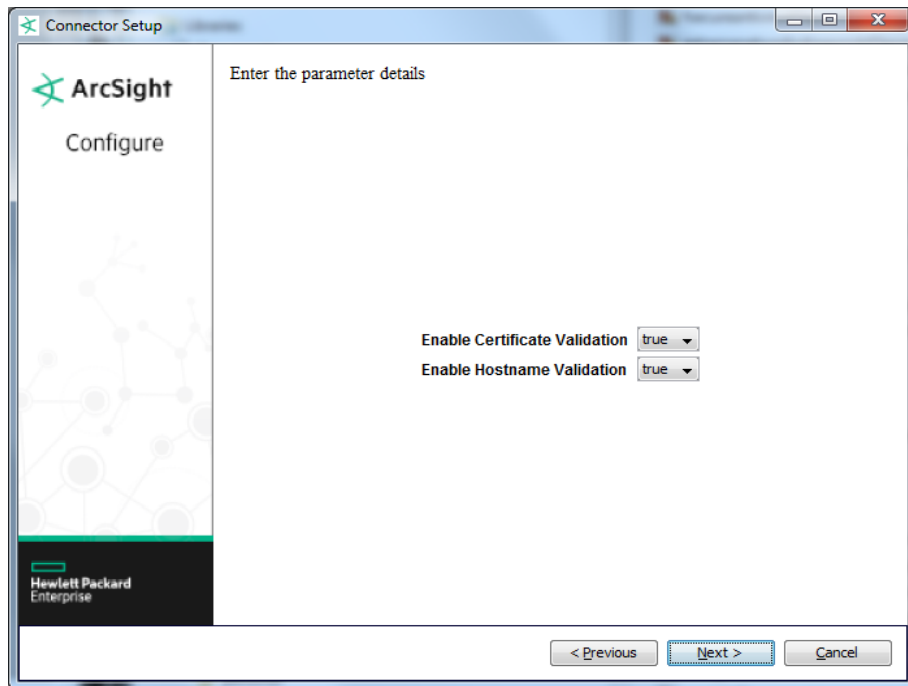 Connector Setup
ArcSight
Configure
Enter the parameter details
Enable Certificate Validation true
Enable Hostname Validation true
Hewlett Packard
Enterprise
< Previous
Next >
Cancel